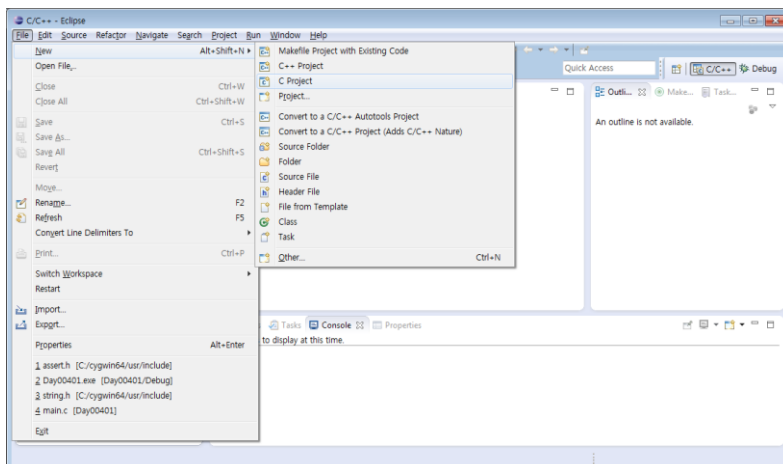 C/C++ - Eclipse
File Edit Source Refactor Navigate Search Project Run Window Help
New Alt+Shift+N
Open File...
Close Ctrl+W
Close All Ctrl+Shift+W
Save Ctrl+S
Save As...
Save All Ctrl+Shift+S
Revert
Move...
Rename... F2
Refresh F5
Convert Line Delimiters To
Print... Ctrl+P
Switch Workspace
Restart
Import...
Export...
Properties Alt+Enter
1 assert.h [C:/cygwin64/usr/include]
2 Day00401.exe [Day00401/Debug]
3 string.h [C:/cygwin64/usr/include]
4 main.c [Day00401]
Exit
Makefile Project with Existing Code
C++ Project
C Project
Project...
Convert to a C/C++ Autotools Project
Convert to a C/C++ Project (Adds C/C++ Nature)
Source Folder
Folder
Source File
Header File
File from Template
Class
Task
Other... Ctrl+N
Quick Access
C/C++ Debug
Outli... Make... Task...
An outline is not available.
Tasks Console Properties
to display at this time.